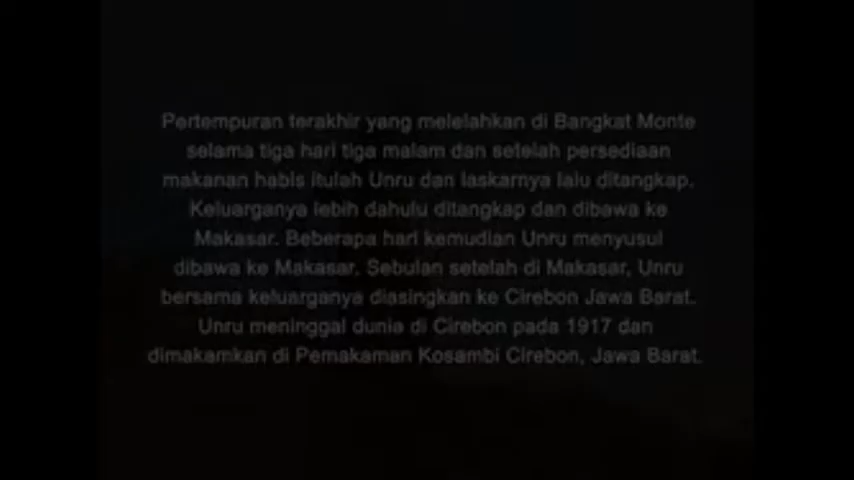 Pertempuran terakhir yang melelahkan di Bangkat Monte
selama tiga hari tiga malam dan setelah persediaan
makanan habis itulah Unru dan laskarnya lalu ditangkap.
Keluarganya lebih dahulu ditangkap dan dibawa ke
Makasar. Beberapa hari kemudian Unru menyusul
dibawa ke Makasar. Sebulan setelah di Makasar, Unru
bersama keluarganya diasingkan ke Cirebon Jawa Barat.
Unru meninggal dunia di Cirebon pada 1917 dan
dimakamkan di Pemakaman Kosambi Cirebon, Jawa Barat.